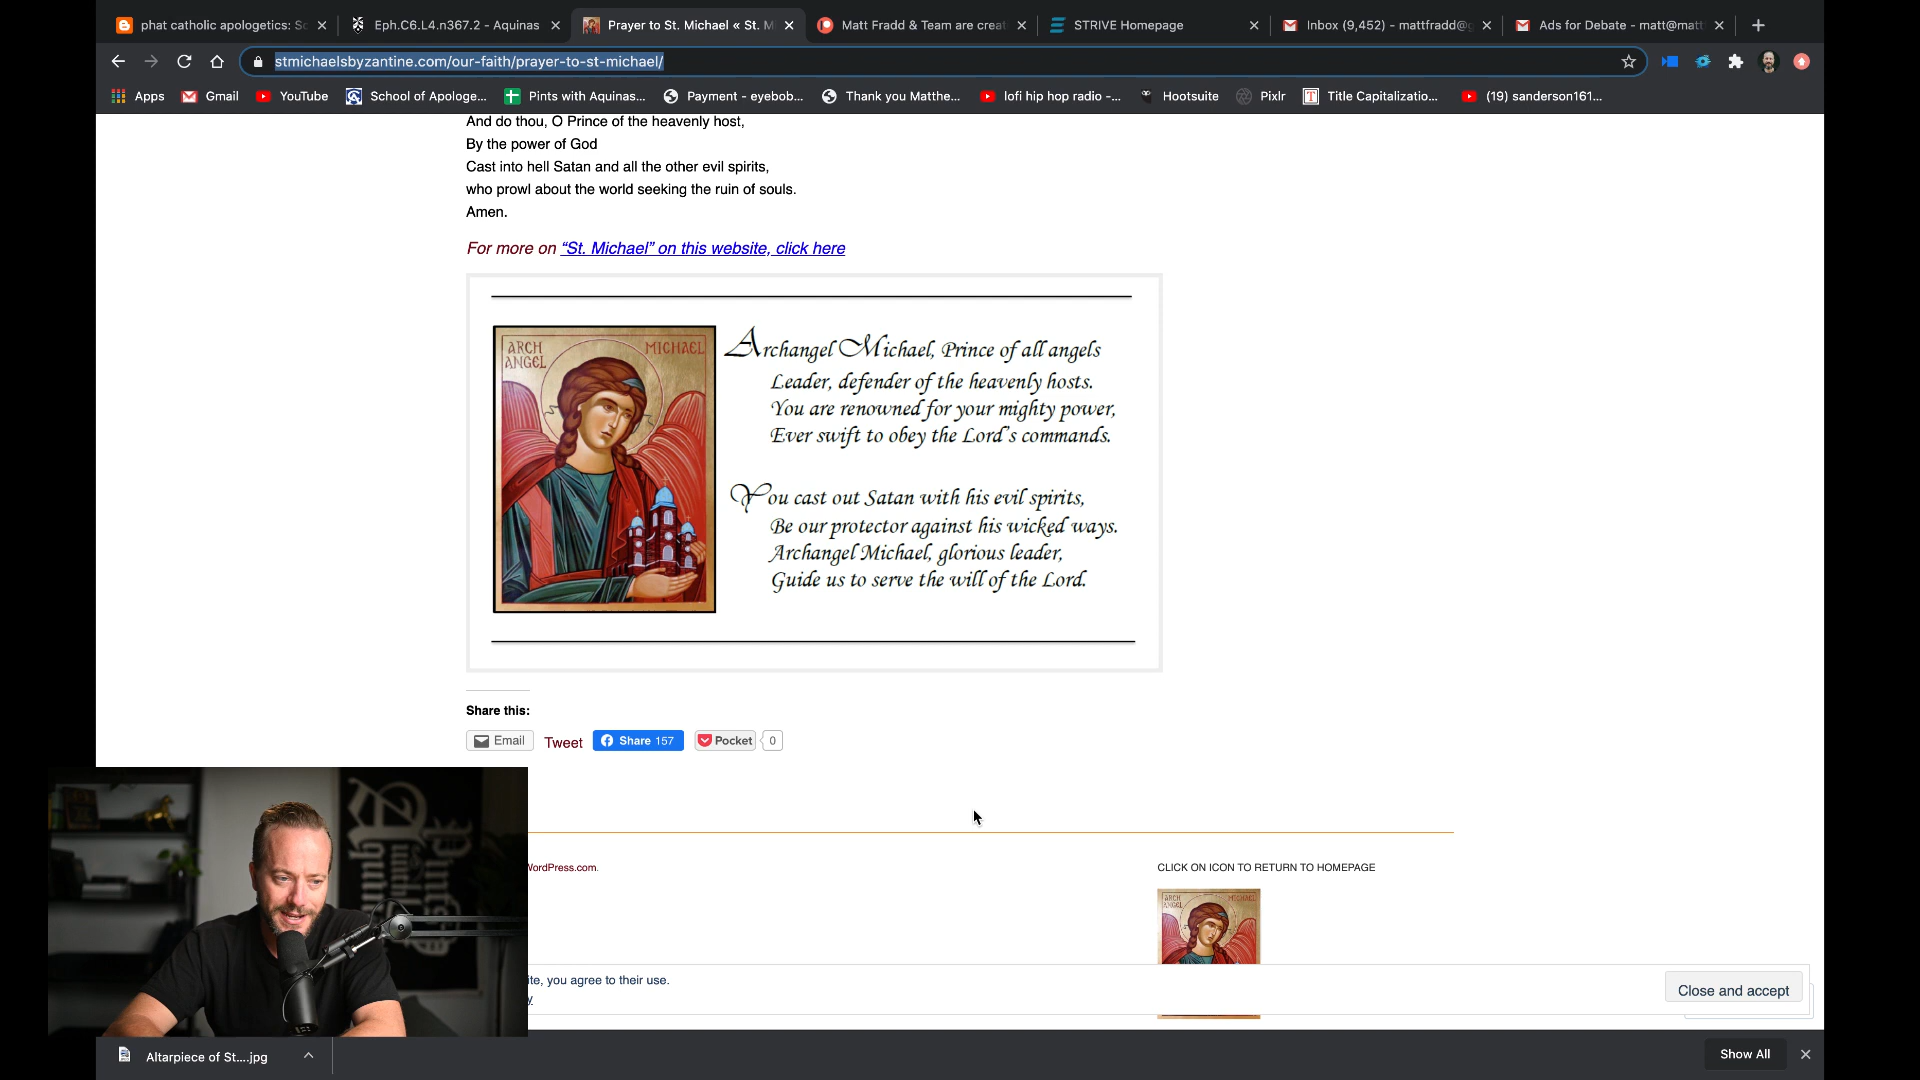 phat catholic apologetics: Sc
Eph.C6.L4.n367.2 - Aquinas
Prayer to St. Michael « St. M
Matt Fradd & Team are creat
STRIVE Homepage
Inbox (9,452) - mattfradd@g
Ads for Debate - matt@matt
stmichaelsbyzantine.com/our-faith/prayer-to-st-michael/
Apps
Gmail
YouTube
School of Apologe...
Pints with Aquinas...
Payment - eyebob...
Thank you Matthe...
lofi hip hop radio -...
Hootsuite
Pixlr
Title Capitalizatio...
(19) sanderson161...
And do thou, O Prince of the heavenly host,
By the power of God
Cast into hell Satan and all the other evil spirits,
who prowl about the world seeking the ruin of souls.
Amen.
For more on “St. Michael” on this website, click here
ARCH MICHAEL
ANGEL
Archangel Michael, Prince of all angels
Leader, defender of the heavenly hosts.
You are renowned for your mighty power,
Ever swift to obey the Lord's commands.
You cast out Satan with his evil spirits,
Be our protector against his wicked ways.
Archangel Michael, glorious leader,
Guide us to serve the will of the Lord.
Share this:
Email
Tweet
Share 157
Pocket
0
WordPress.com.
CLICK ON ICON TO RETURN TO HOMEPAGE
ARCH MICHAEL
ANGEL
ite, you agree to their use.
y
Close and accept
Altarpiece of St....jpg
Show All